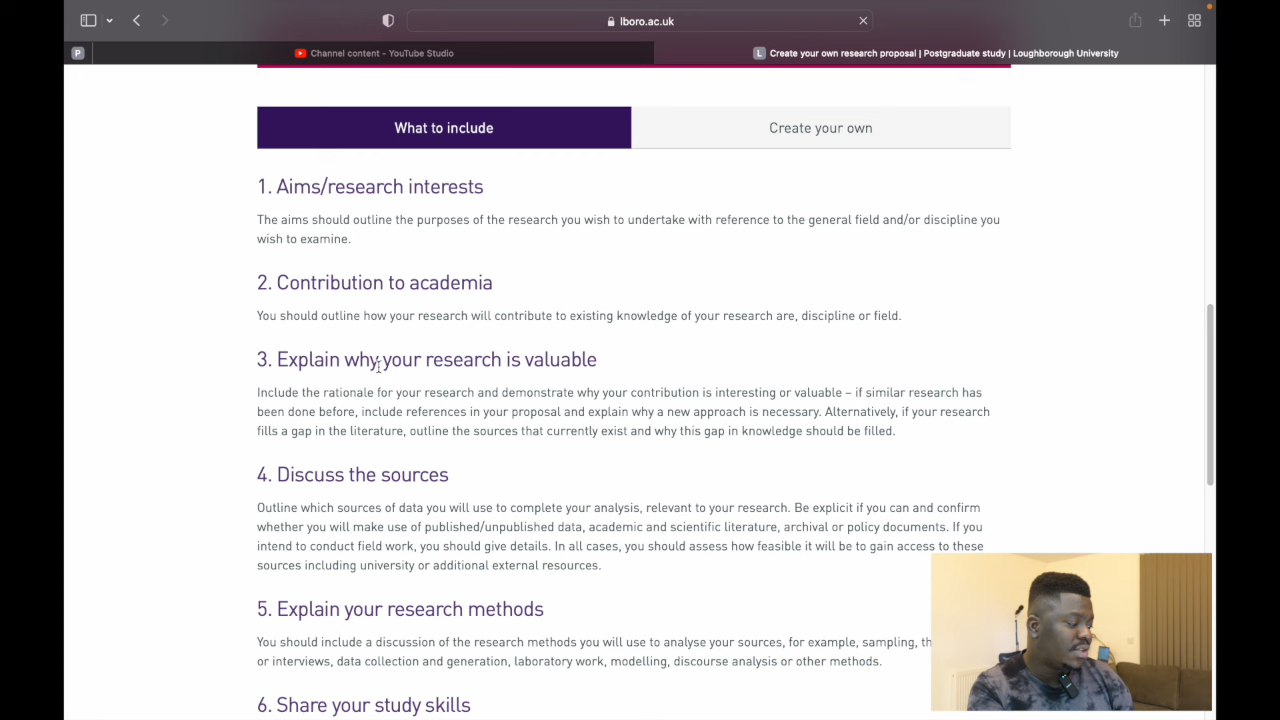 lboro.ac.uk
P
Channel content - YouTube Studio
L Create your own research proposal | Postgraduate study | Loughborough University
What to include
Create your own
1. Aims/research interests
The aims should outline the purposes of the research you wish to undertake with reference to the general field and/or discipline you
wish to examine.
2. Contribution to academia
You should outline how your research will contribute to existing knowledge of your research are, discipline or field.
3. Explain why your research is valuable
Include the rationale for your research and demonstrate why your contribution is interesting or valuable – if similar research has
been done before, include references in your proposal and explain why a new approach is necessary. Alternatively, if your research
fills a gap in the literature, outline the sources that currently exist and why this gap in knowledge should be filled.
4. Discuss the sources
Outline which sources of data you will use to complete your analysis, relevant to your research. Be explicit if you can and confirm
whether you will make use of published/unpublished data, academic and scientific literature, archival or policy documents. If you
intend to conduct field work, you should give details. In all cases, you should assess how feasible it will be to gain access to these
sources including university or additional external resources.
5. Explain your research methods
You should include a discussion of the research methods you will use to analyse your sources, for example, sampling,
or interviews, data collection and generation, laboratory work, modelling, discourse analysis or other methods.
6. Share your study skills